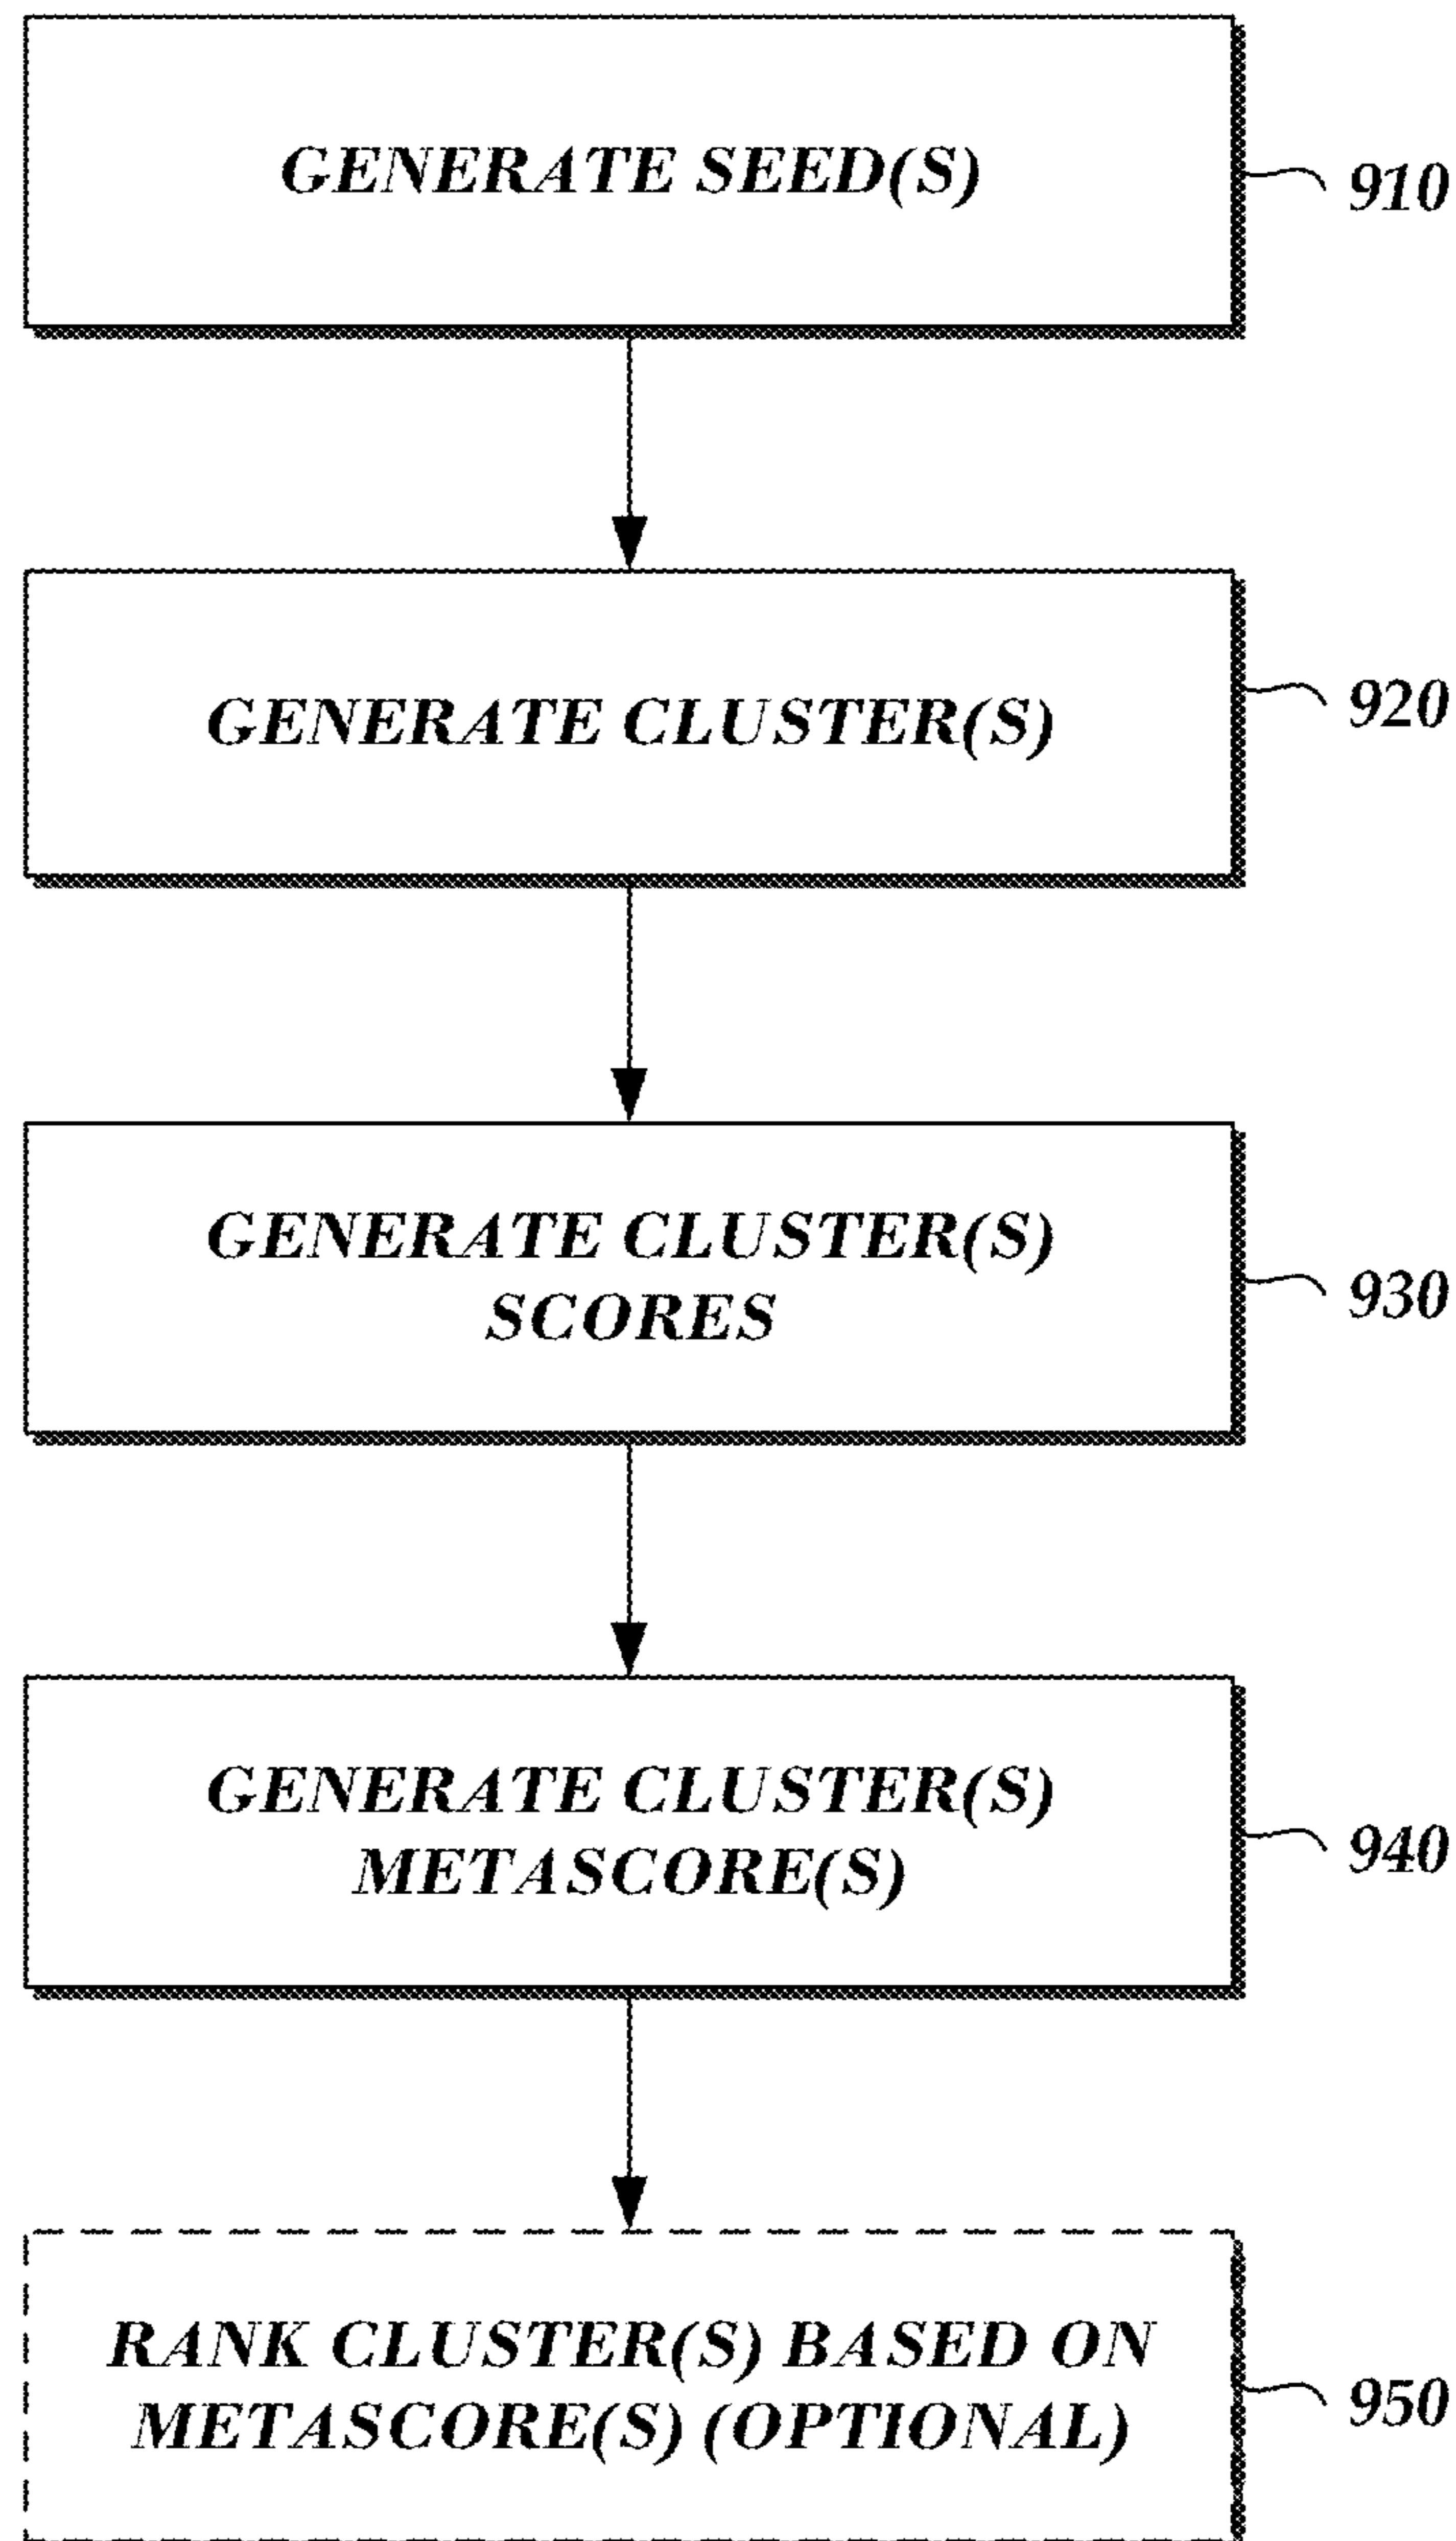 GENERATE SEED(S)
910
GENERATE CLUSTER(S)
920
GENERATE CLUSTER(S)
SCORES
930
GENERATE CLUSTER(S)
METASCORE(S)
940
RANK CLUSTER(S) BASED ON
METASCORE(S) (OPTIONAL)
950